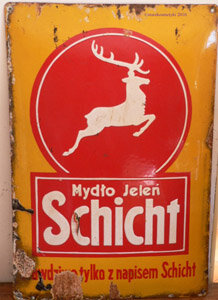 Mydło Jeleń
Schicht
tylko z napisem Schicht